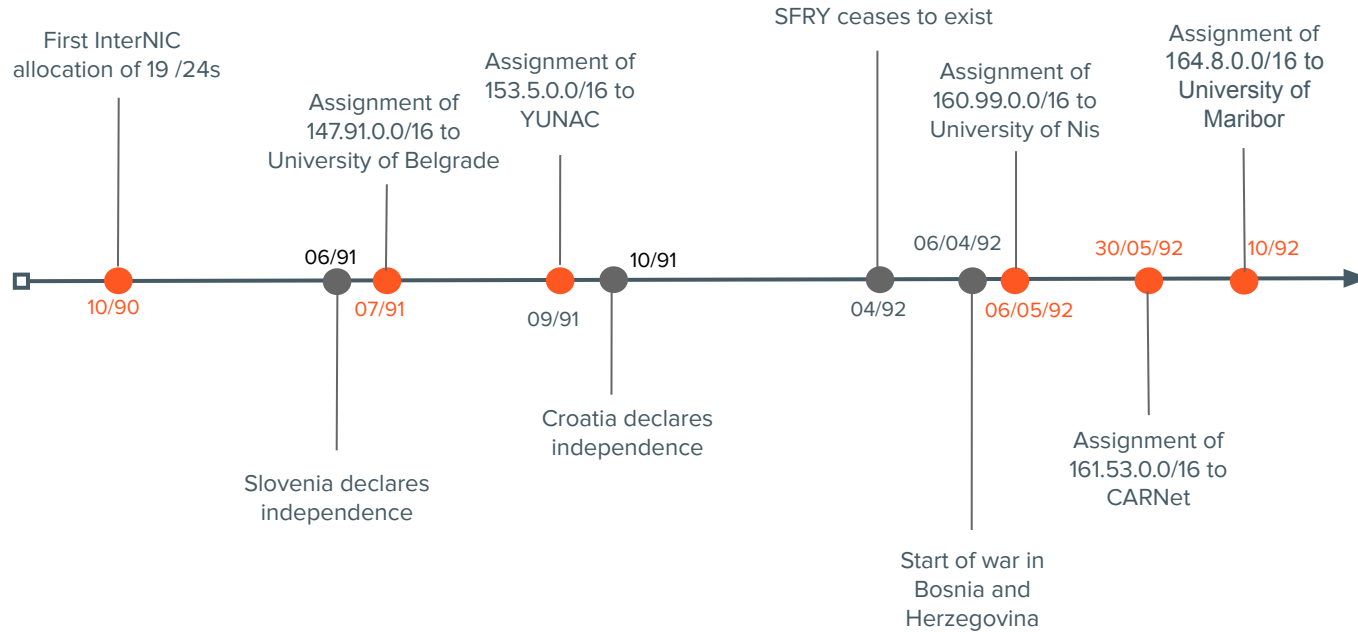 First InterNIC
allocation of 19 /24s
10/90
06/91
Slovenia declares
independence
Assignment of
147.91.0.0/16 to
University of Belgrade
07/91
Assignment of
153.5.0.0/16 to
YUNAC
09/91
10/91
Croatia declares
independence
SFRY ceases to exist
04/92
06/04/92
Start of war in
Bosnia and
Herzegovina
Assignment of
160.99.0.0/16 to
University of Nis
06/05/92
30/05/92
Assignment of
161.53.0.0/16 to
CARNet
Assignment of
164.8.0.0/16 to
University of
Maribor
10/92